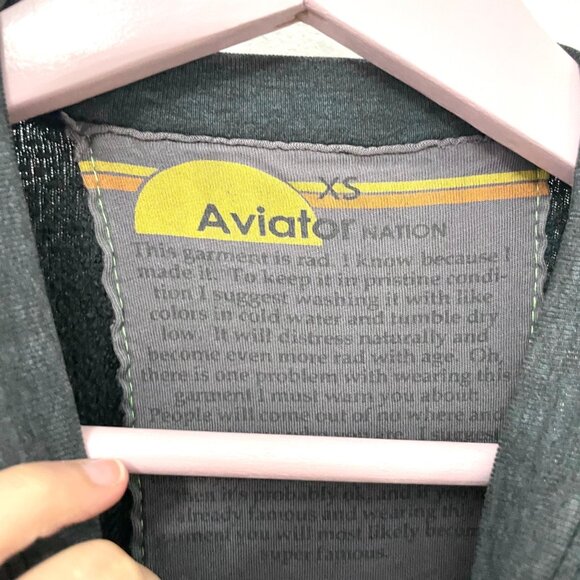 XS
Aviator NATION
This garment is rad. I know because I
made it. To keep it in pristine condi-
tion I suggest washing it with like
colors in cold water and tumble dry
low. It will distress naturally and
become even more rad with age. Oh,
there is one problem with wearing this
garment I must warn you about.
People will come out of no where and
I suggest
then it's probably ok, and if you
already famous and wearing this
garment you will most likely become
super famous.